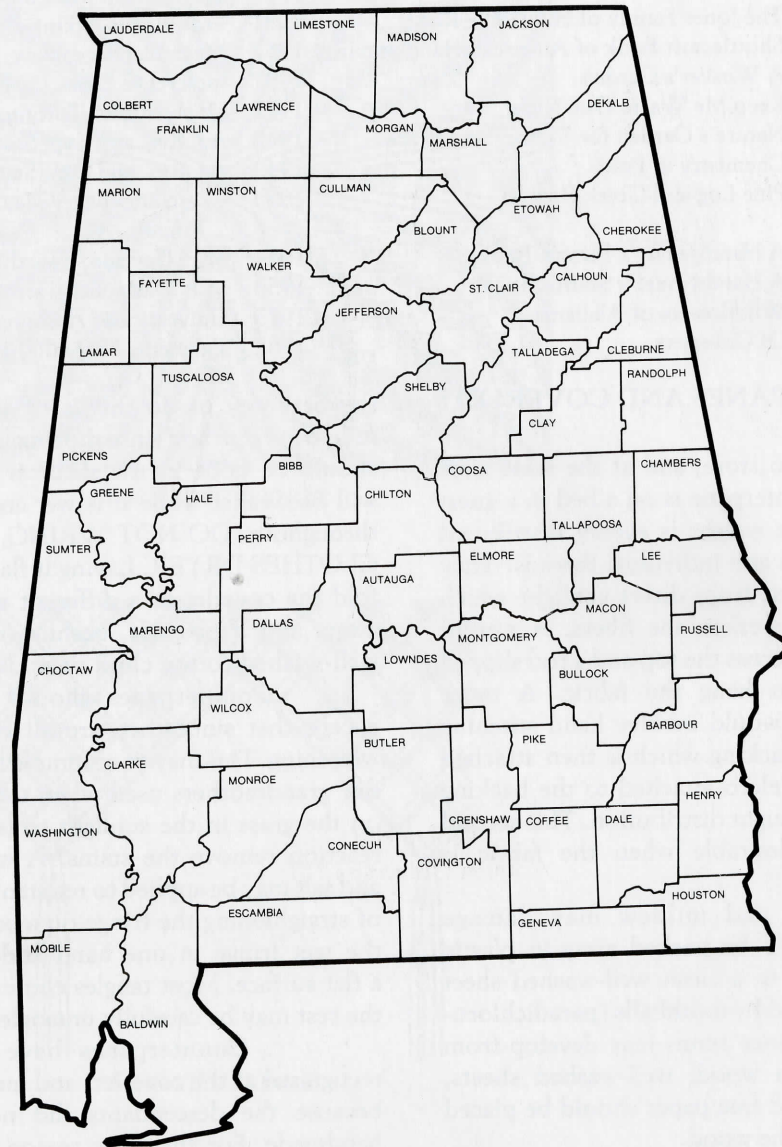 LAUDERDALE
LIMESTONE
MADISON
JACKSON
COLBERT
LAWRENCE
DEKALB
FRANKLIN
MORGAN
MARSHALL
MARION
WINSTON
CULLMAN
ETOWAH
BLOUNT
CHEROKEE
WALKER
FAYETTE
ST. CLAIR
CALHOUN
JEFFERSON
LAMAR
TALLADEGA
CLEBURNE
TUSCALOOSA
RANDOLPH
SHELBY
CLAY
PICKENS
BIBB
COOSA
CHAMBERS
GREENE
HALE
CHILTON
TALLAPOOSA
PERRY
SUMTER
ELMORE
LEE
AUTAUGA
MACON
MARENGO
DALLAS
RUSSELL
MONTGOMERY
LOWNDES
CHOCTAW
BULLOCK
WILCOX
BARBOUR
BUTLER
PIKE
CLARKE
MONROE
HENRY
CRENSHAW
COFFEE
DALE
WASHINGTON
CONECUH
COVINGTON
HOUSTON
ESCAMBIA
GENEVA
MOBILE
BALDWIN